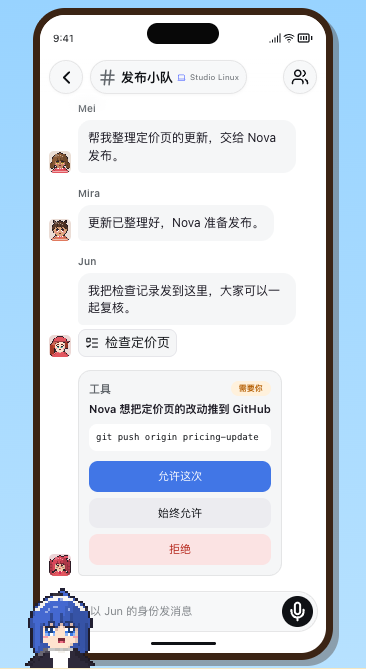 9:41
发布小队 Studio Linux
Mei
帮我整理定价页的更新，交给 Nova
发布。
Mira
更新已整理好，Nova 准备发布。
Jun
我把检查记录发到这里，大家可以一
起复核。
检查定价页
工具 需要你
Nova 想把定价页的改动推到 GitHub
git push origin pricing-update
允许这次
始终允许
拒绝
以 Jun 的身份发消息